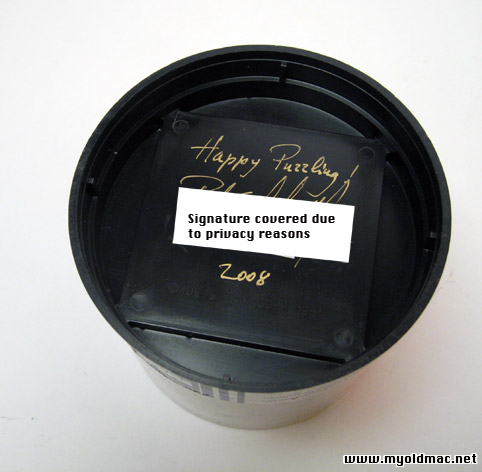 Happy Puzzling!
Signature covered due
to privacy reasons
2008
www.myoldmac.net